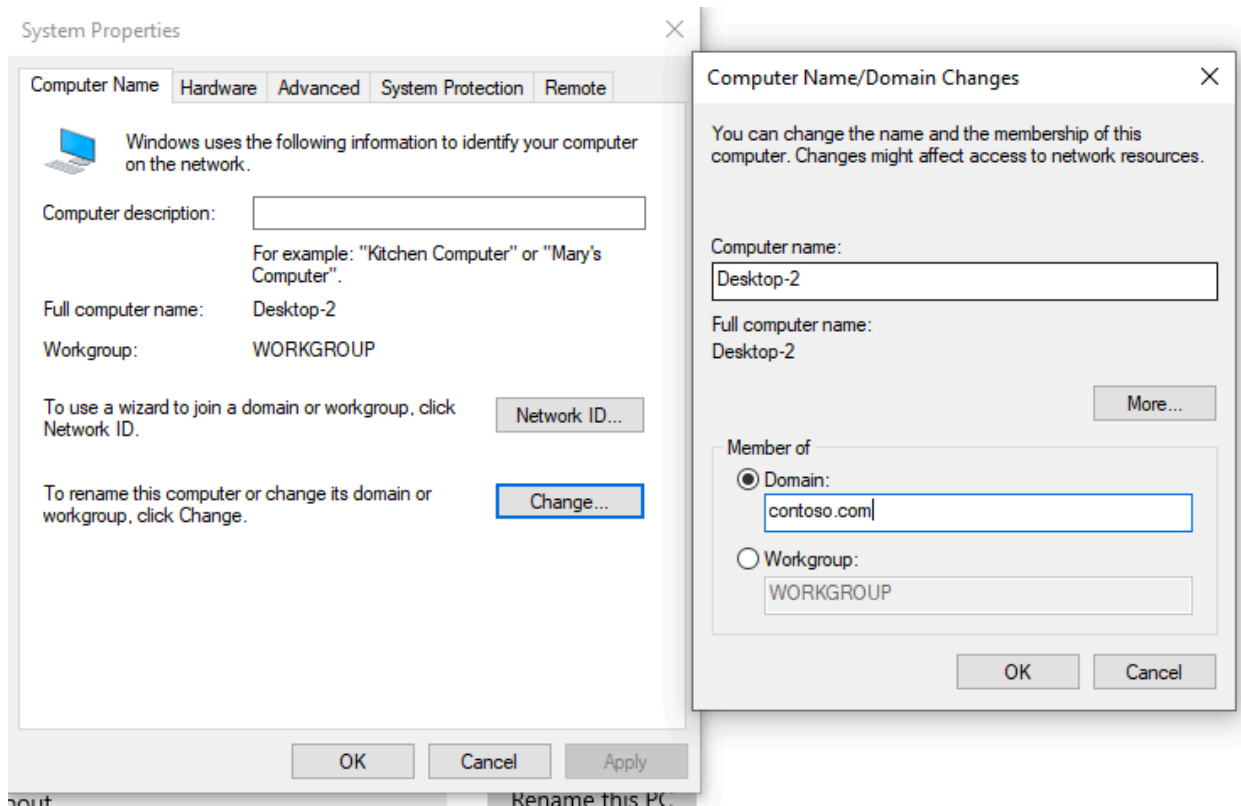 System Properties
Computer Name Hardware Advanced System Protection Remote
Windows uses the following information to identify your computer
on the network.
Computer description:
For example: "Kitchen Computer" or "Mary's
Computer".
Full computer name: Desktop-2
Workgroup: WORKGROUP
To use a wizard to join a domain or workgroup, click
Network ID.
Network ID...
To rename this computer or change its domain or
workgroup, click Change.
Change...
OK Cancel Apply
Rename this PC
Computer Name/Domain Changes
You can change the name and the membership of this
computer. Changes might affect access to network resources.
Computer name:
Desktop-2
Full computer name:
Desktop-2
More...
Member of
Domain:
contoso.com
Workgroup:
WORKGROUP
OK Cancel